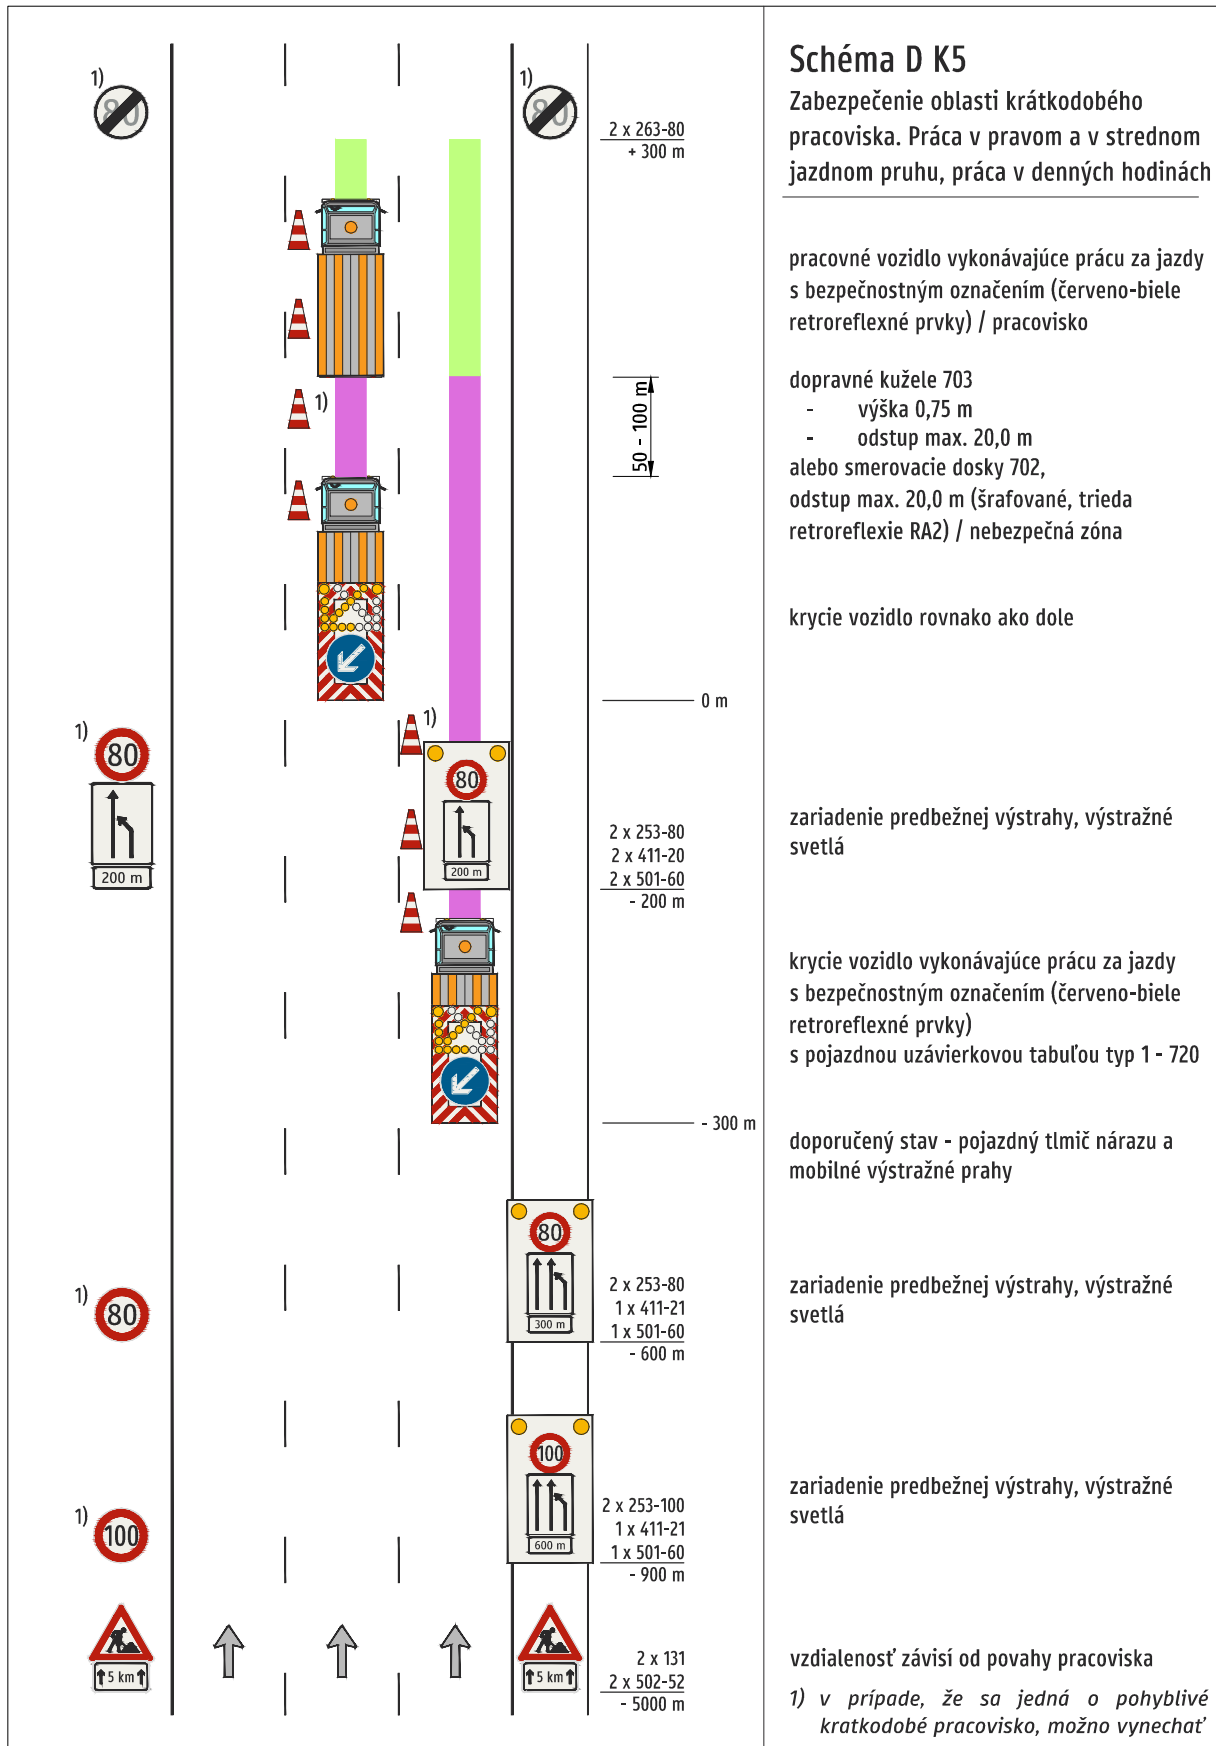 Schéma D K5
Zabezpečenie oblasti krátkodobého
pracoviska. Práca v pravom a v strednom
jazdnom pruhu, práca v denných hodinách
1)
80
1)
80
2 x 263-80
+ 300 m
pracovné vozidlo vykonávajúce prácu za jazdy
s bezpečnostným označením (červeno-biele
retroreflexné prvky) / pracovisko
dopravné kužele 703
- výška 0,75 m
- odstup max. 20,0 m
alebo smerovacie dosky 702,
odstup max. 20,0 m (šrafované, trieda
retroreflexie RA2) / nebezpečná zóna
1)
50 - 100 m
krycie vozidlo rovnako ako dole
0 m
1)
80
200 m
1)
80
200 m
2 x 253-80
2 x 411-20
2 x 501-60
- 200 m
zariadenie predbežnej výstrahy, výstražné
svetlá
krycie vozidlo vykonávajúce prácu za jazdy
s bezpečnostným označením (červeno-biele
retroreflexné prvky)
s pojazdnou uzávierkovou tabuľou typ 1 - 720
- 300 m
doporučený stav - pojazdný tlmič nárazu a
mobilné výstražné prahy
1)
80
80
300 m
2 x 253-80
1 x 411-21
1 x 501-60
- 600 m
zariadenie predbežnej výstrahy, výstražné
svetlá
1)
100
100
600 m
2 x 253-100
1 x 411-21
1 x 501-60
- 900 m
zariadenie predbežnej výstrahy, výstražné
svetlá
5 km
5 km
2 x 131
2 x 502-52
- 5000 m
vzdialenosť závisí od povahy pracoviska
1) v prípade, že sa jedná o pohyblivé
kratkodobé pracovisko, možno vynechať